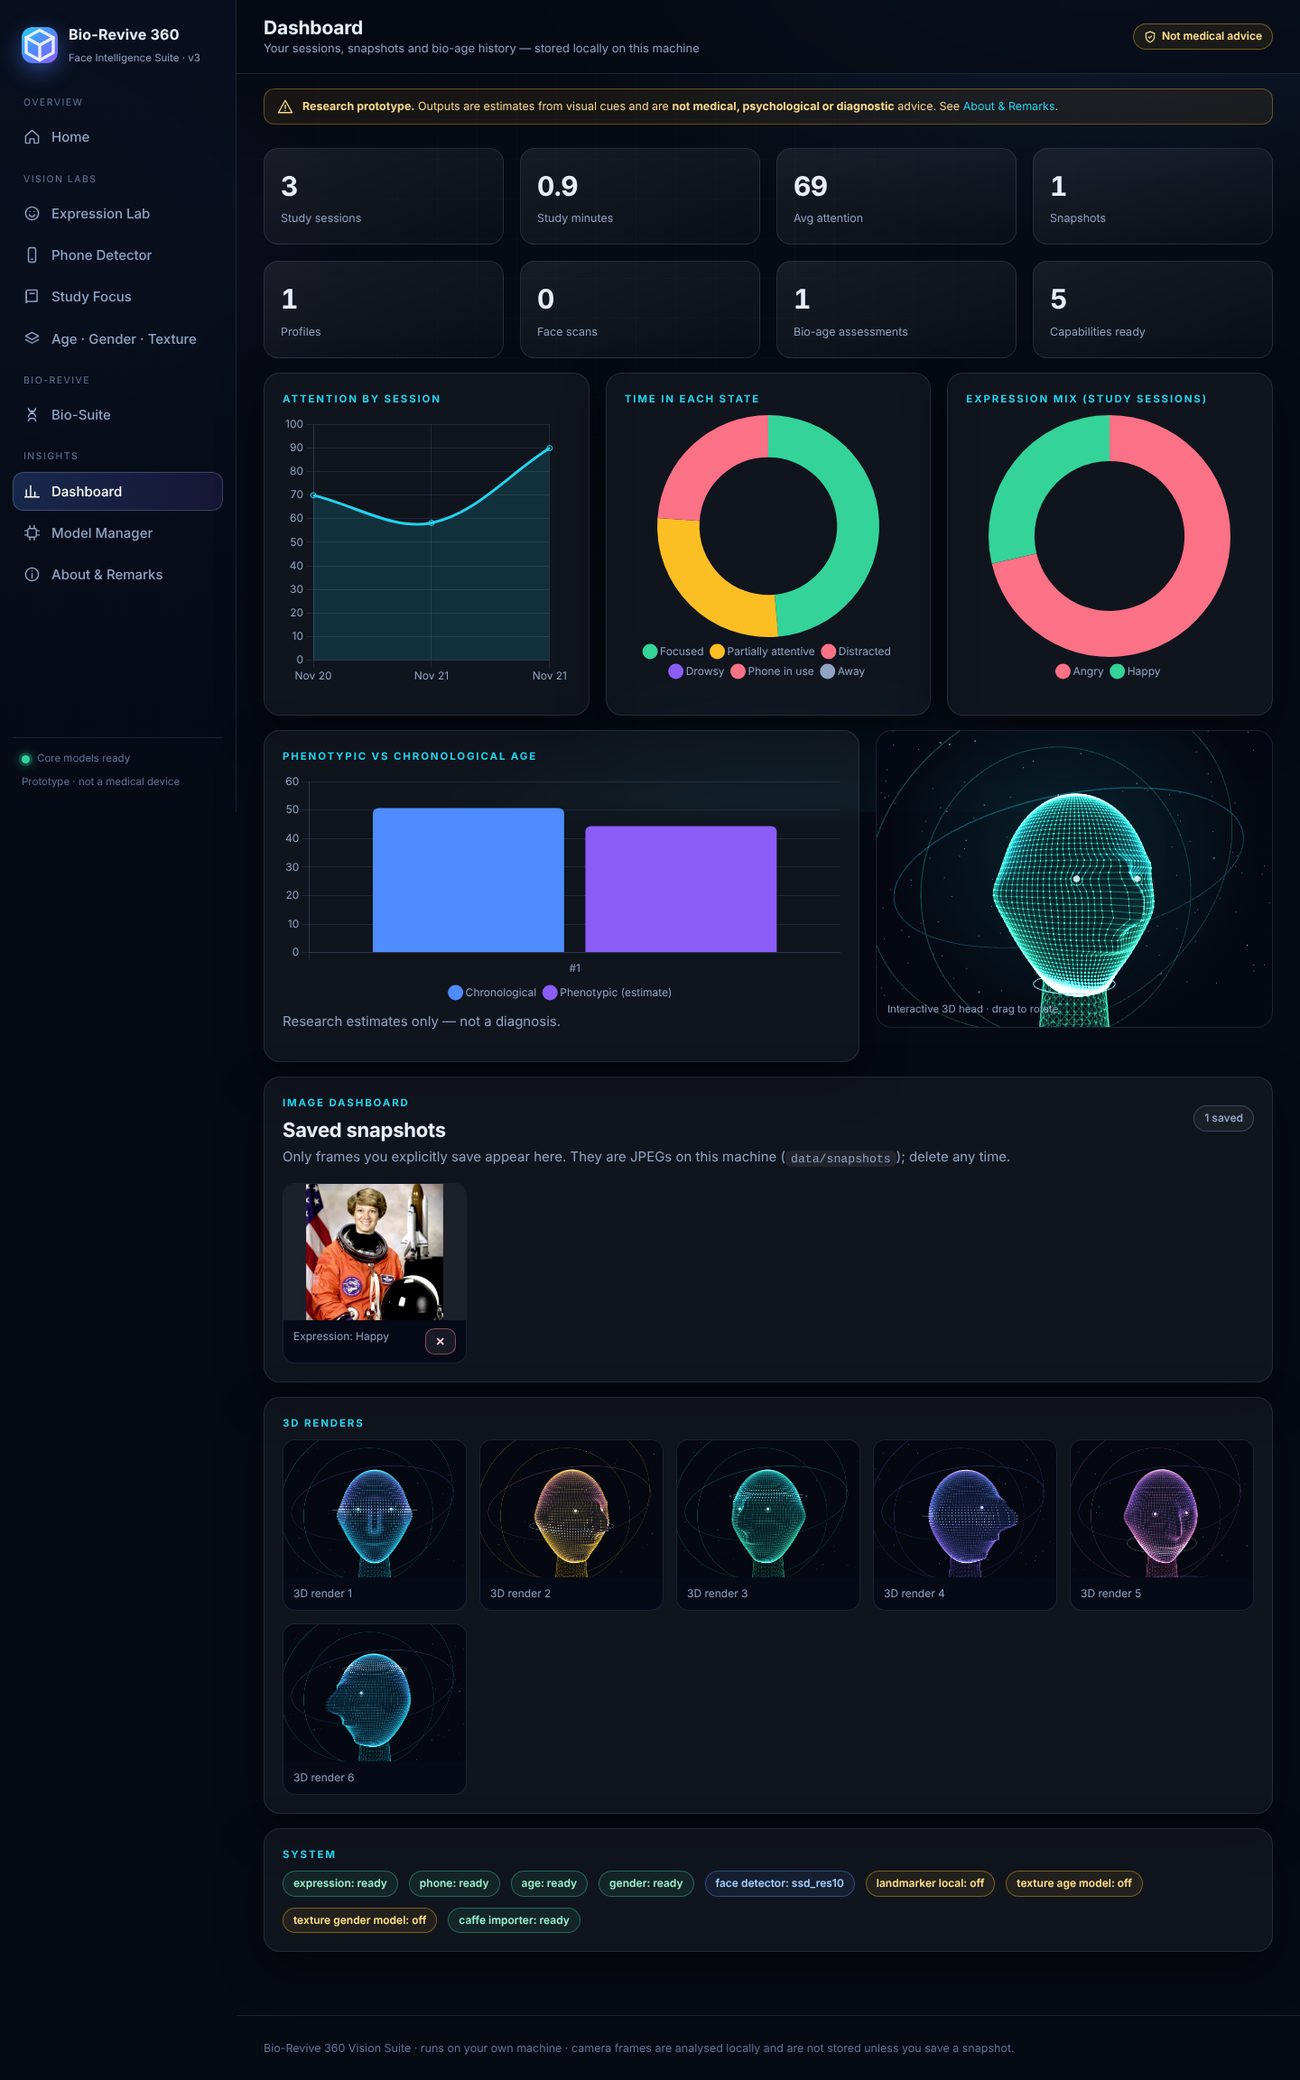 Bio-Revive 360
Face Intelligence Suite · v3
OVERVIEW
Home
VISION LABS
Expression Lab
Phone Detector
Study Focus
Age · Gender · Texture
BIO-REVIVE
Bio-Suite
INSIGHTS
Dashboard
Model Manager
About & Remarks
Core models ready
Prototype · not a medical device
Dashboard
Your sessions, snapshots and bio-age history — stored locally on this machine
Not medical advice
Research prototype. Outputs are estimates from visual cues and are not medical, psychological or diagnostic advice. See About & Remarks.
3
Study sessions
0.9
Study minutes
69
Avg attention
1
Snapshots
1
Profiles
0
Face scans
1
Bio-age assessments
5
Capabilities ready
ATTENTION BY SESSION
100
90
80
70
60
50
40
30
20
10
0
Nov 20 Nov 21 Nov 21
TIME IN EACH STATE
Focused Partially attentive Distracted
Drowsy Phone in use Away
EXPRESSION MIX (STUDY SESSIONS)
Angry Happy
PHENOTYPIC VS CHRONOLOGICAL AGE
60
50
40
30
20
10
0
#1
Chronological Phenotypic (estimate)
Research estimates only — not a diagnosis.
Interactive 3D head · drag to rotate.
IMAGE DASHBOARD
Saved snapshots
1 saved
Only frames you explicitly save appear here. They are JPEGs on this machine (data/snapshots); delete any time.
Expression: Happy
3D RENDERS
3D render 1
3D render 2
3D render 3
3D render 4
3D render 5
3D render 6
SYSTEM
expression: ready
phone: ready
age: ready
gender: ready
face detector: ssd_res10
landmarker local: off
texture age model: off
texture gender model: off
caffe importer: ready
Bio-Revive 360 Vision Suite · runs on your own machine · camera frames are analysed locally and are not stored unless you save a snapshot.